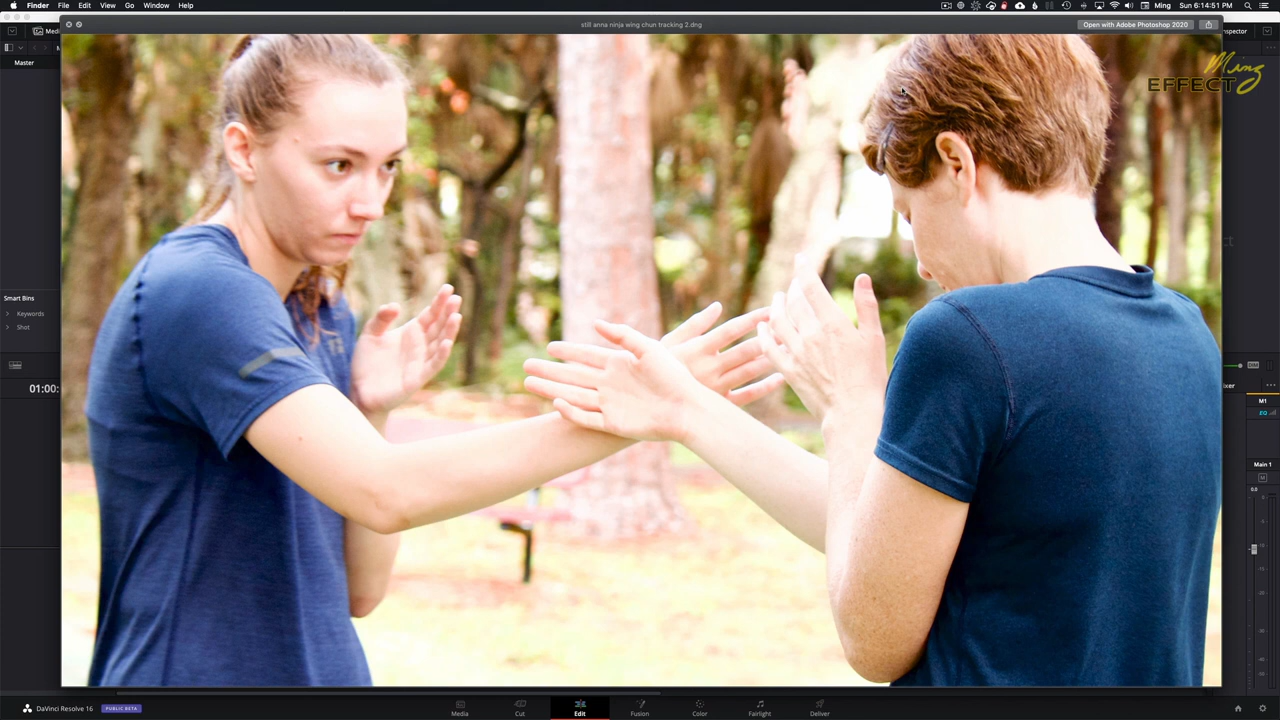 Finder File Edit View Go Window Help
Ming Sun 6:14:51 PM
still anna ninja wing chun tracking 2.dng
Open with Adobe Photoshop 2020
Ming
EFFECT
Master
Smart Bins
Keywords
Shot
01:00:
M1
Main 1
M
DaVinci Resolve 16 PUBLIC BETA
Media Cut Edit Fusion Color Fairlight Deliver